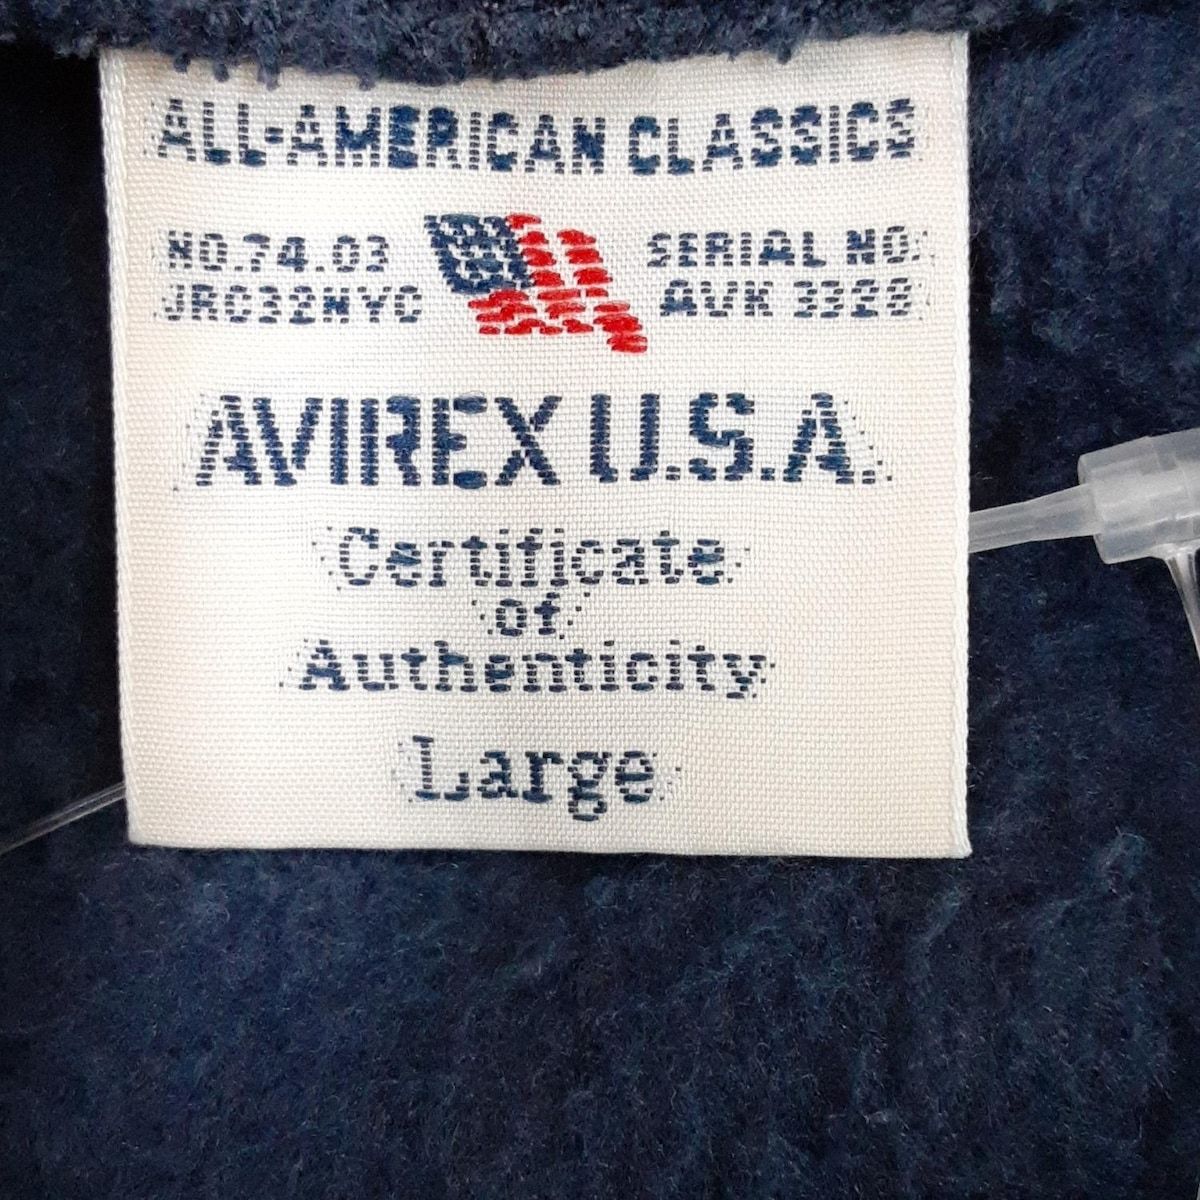 ALL-AMERICAN CLASSICS
NO.74.03
JRC32NYC
SERIAL NO.
AVK 3328
AVIREX U.S.A.
Certificate
of
Authenticity
Large